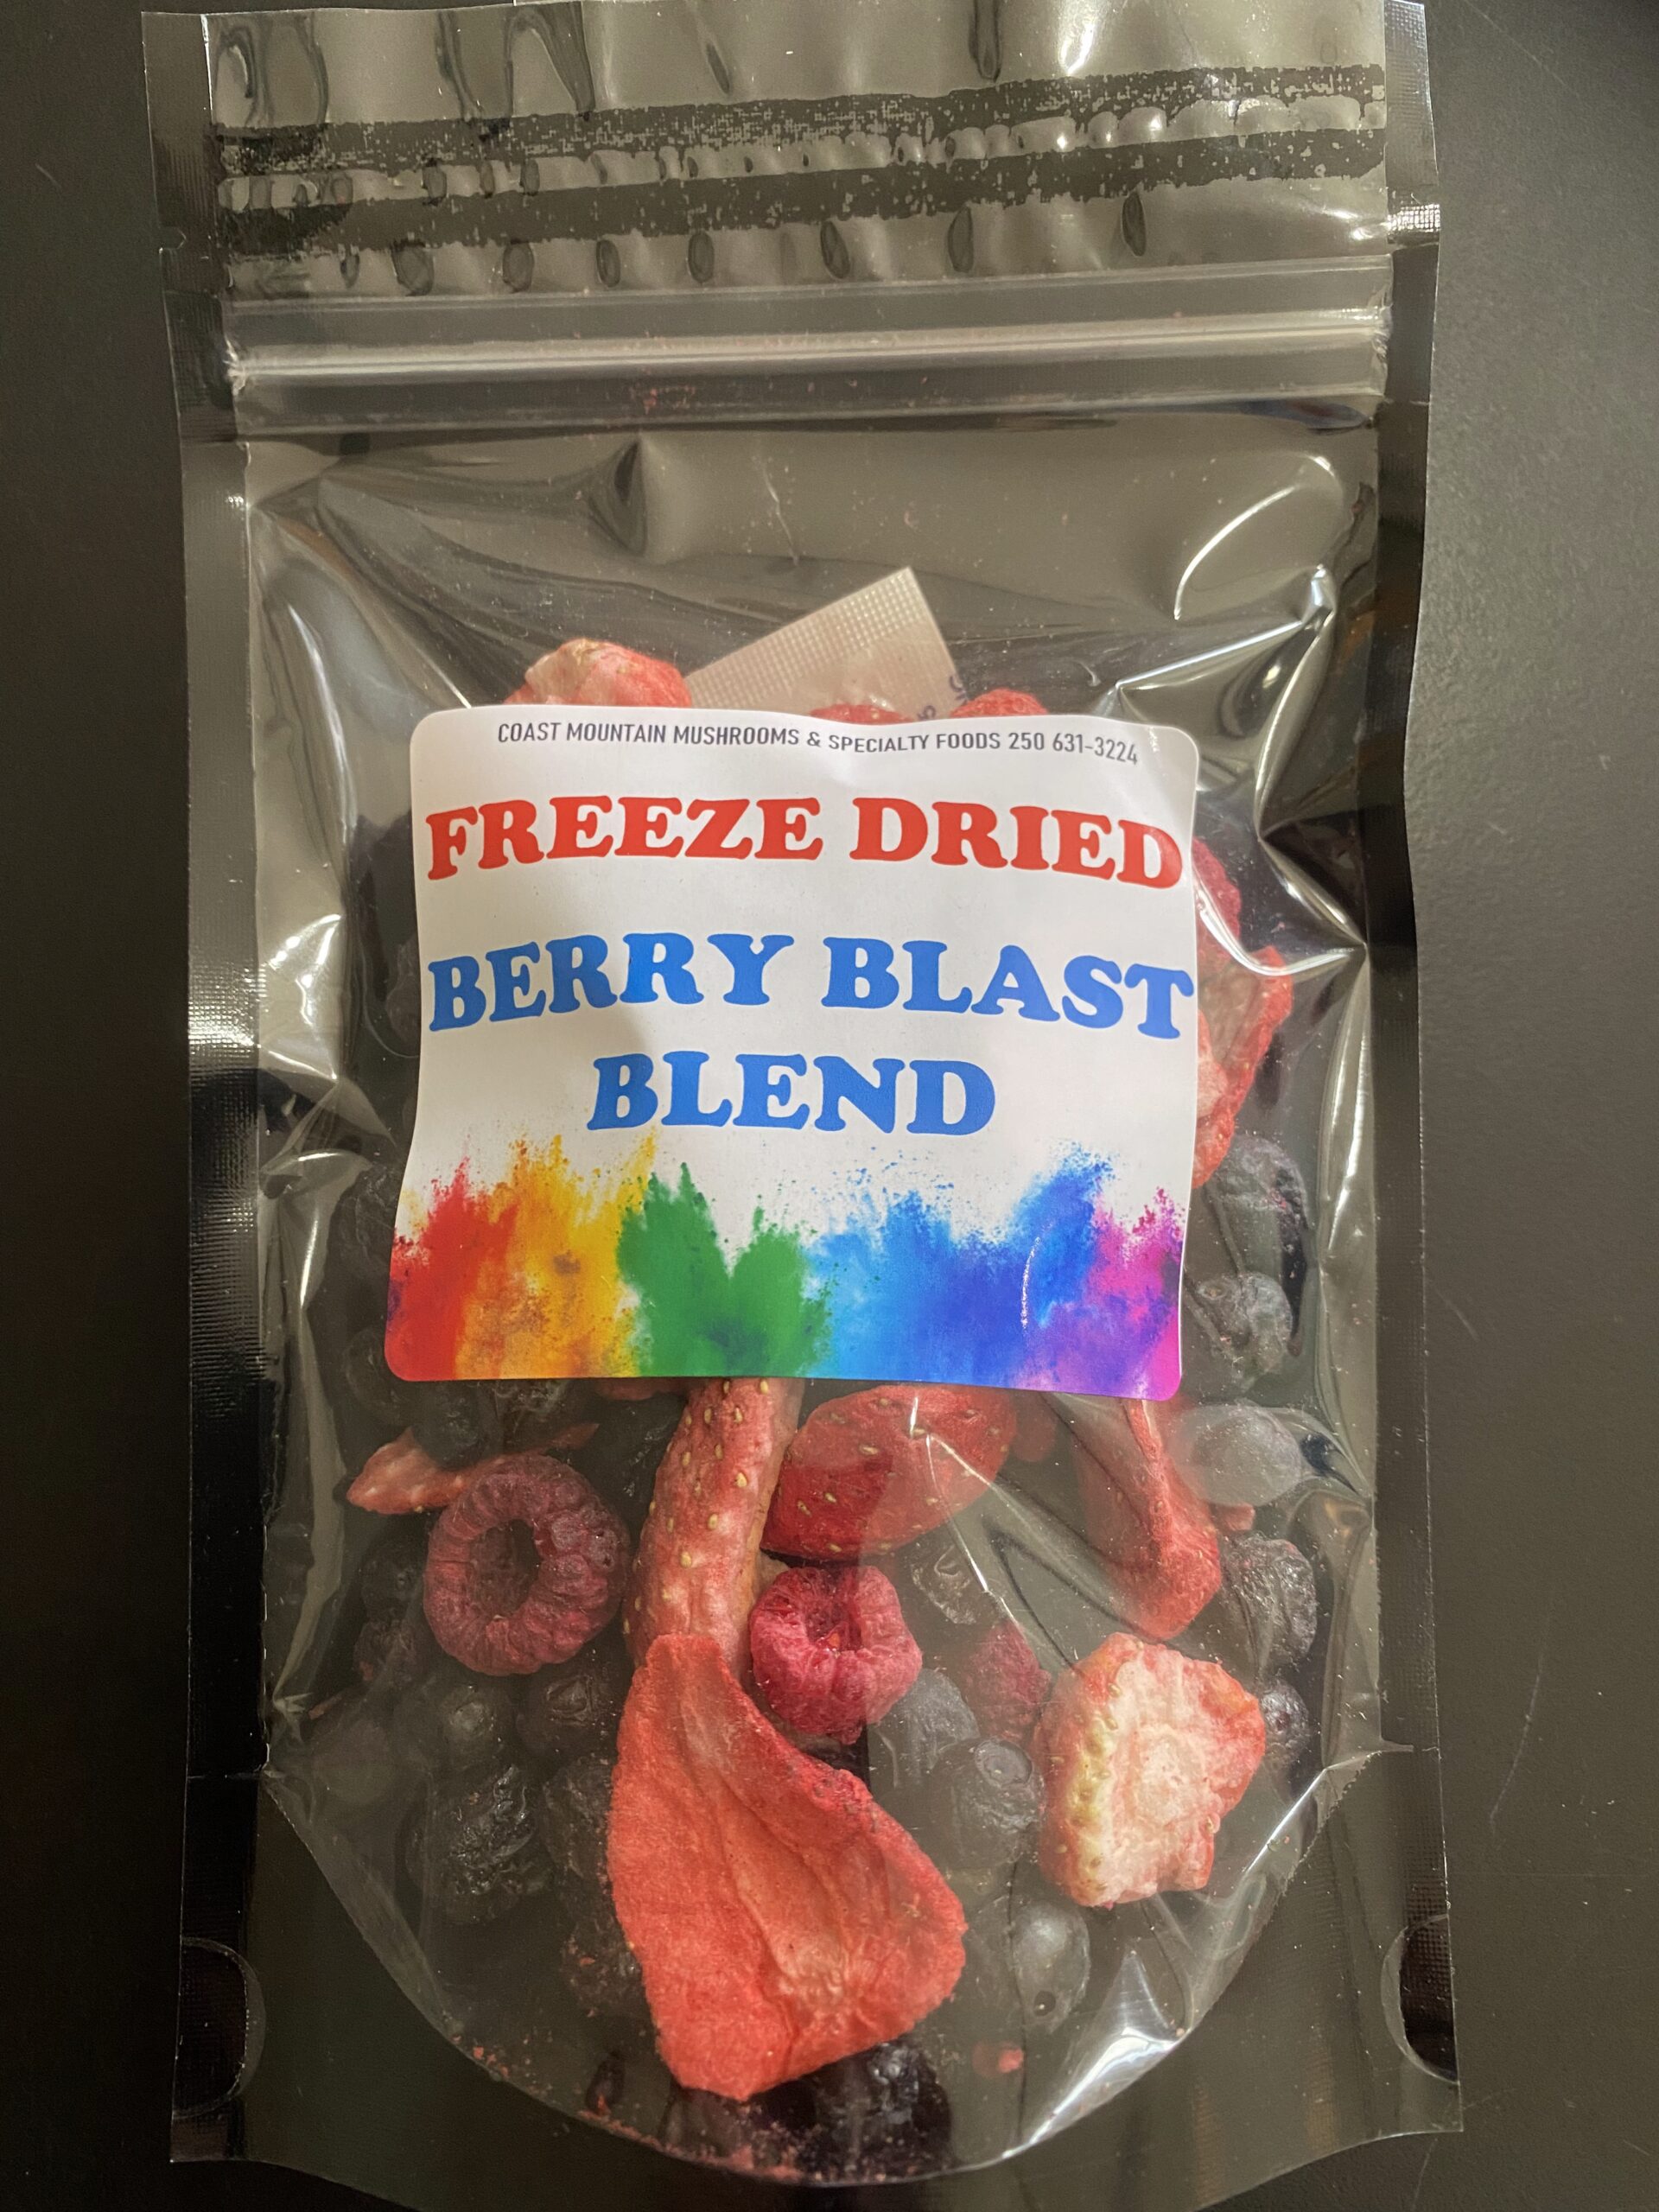 COAST MOUNTAIN MUSHROOMS & SPECIALTY FOODS 250 631-3224
FREEZE DRIED
BERRY BLAST
BLEND